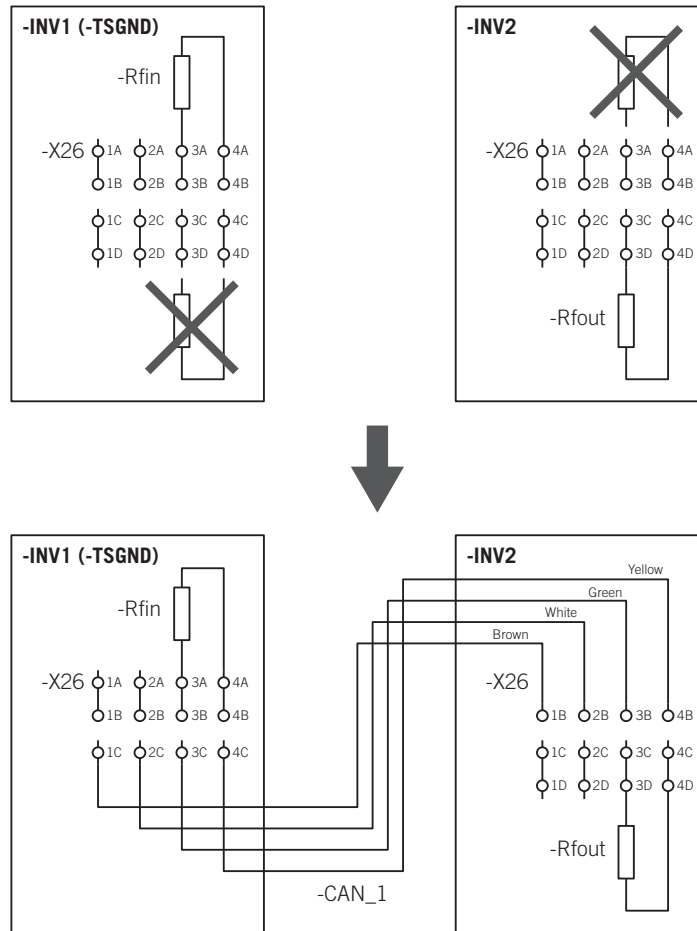 -INV1 (-TSGND)
-Rfin
-X26 1A 2A 3A 4A
1B 2B 3B 4B
1C 2C 3C 4C
1D 2D 3D 4D
-INV2
-X26 1A 2A 3A 4A
1B 2B 3B 4B
1C 2C 3C 4C
1D 2D 3D 4D
-Rfout
-INV1 (-TSGND)
-Rfin
-X26 1A 2A 3A 4A
1B 2B 3B 4B
1C 2C 3C 4C
-CAN_1
-INV2
Yellow
Green
White
Brown
-X26
1B 2B 3B 4B
1C 2C 3C 4C
1D 2D 3D 4D
-Rfout